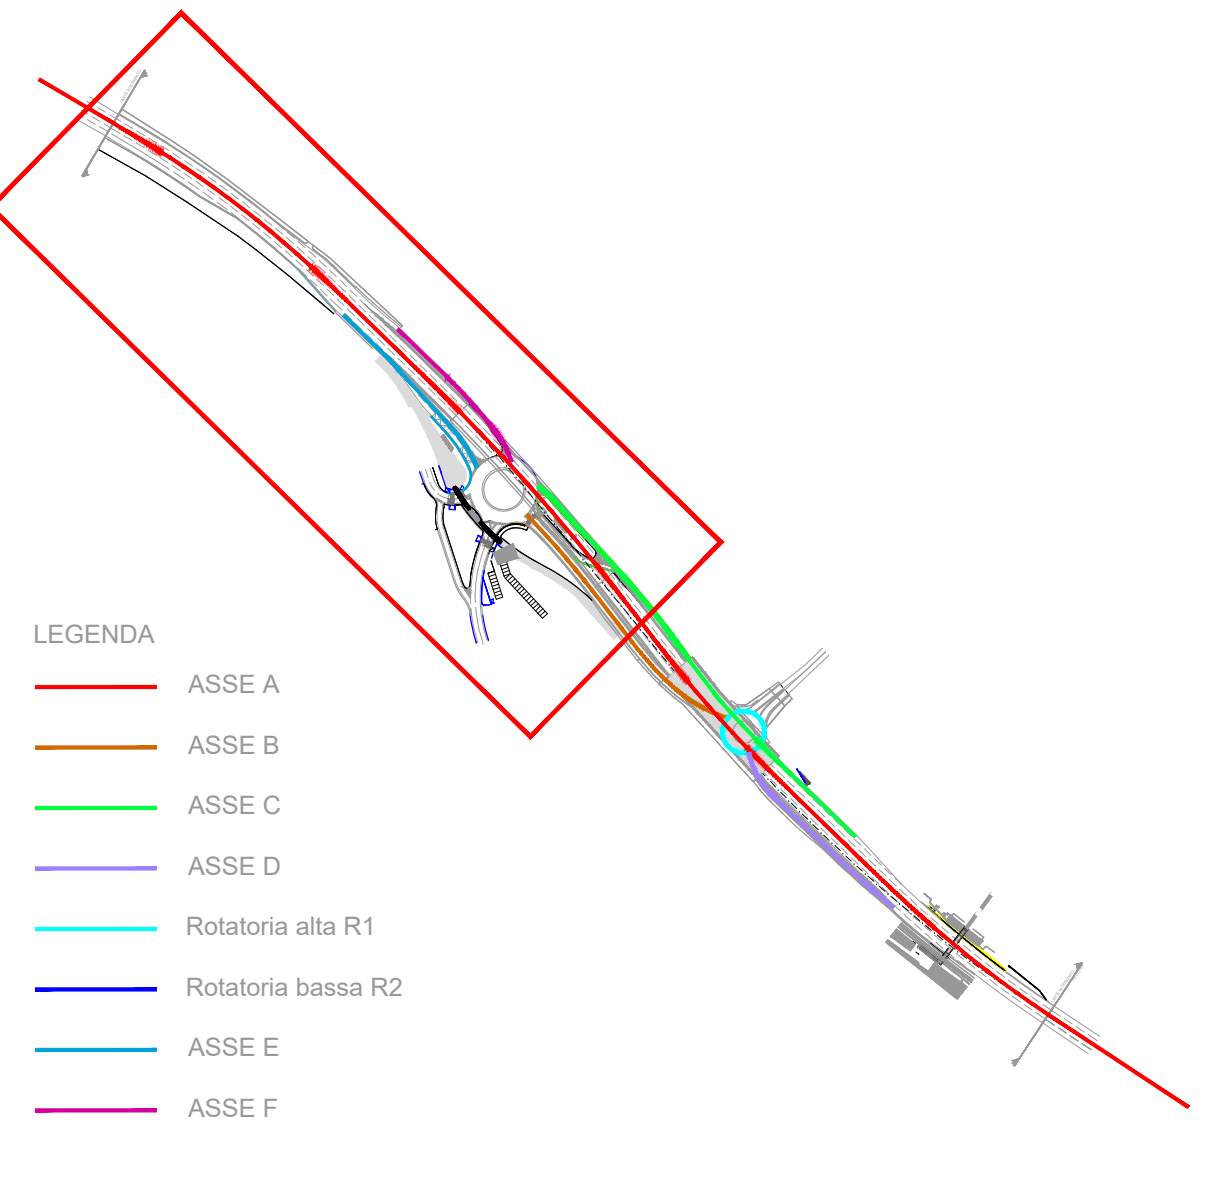 LEGENDA
ASSE A
ASSE B
ASSE C
ASSE D
Rotatoria alta R1
Rotatoria bassa R2
ASSE E
ASSE F